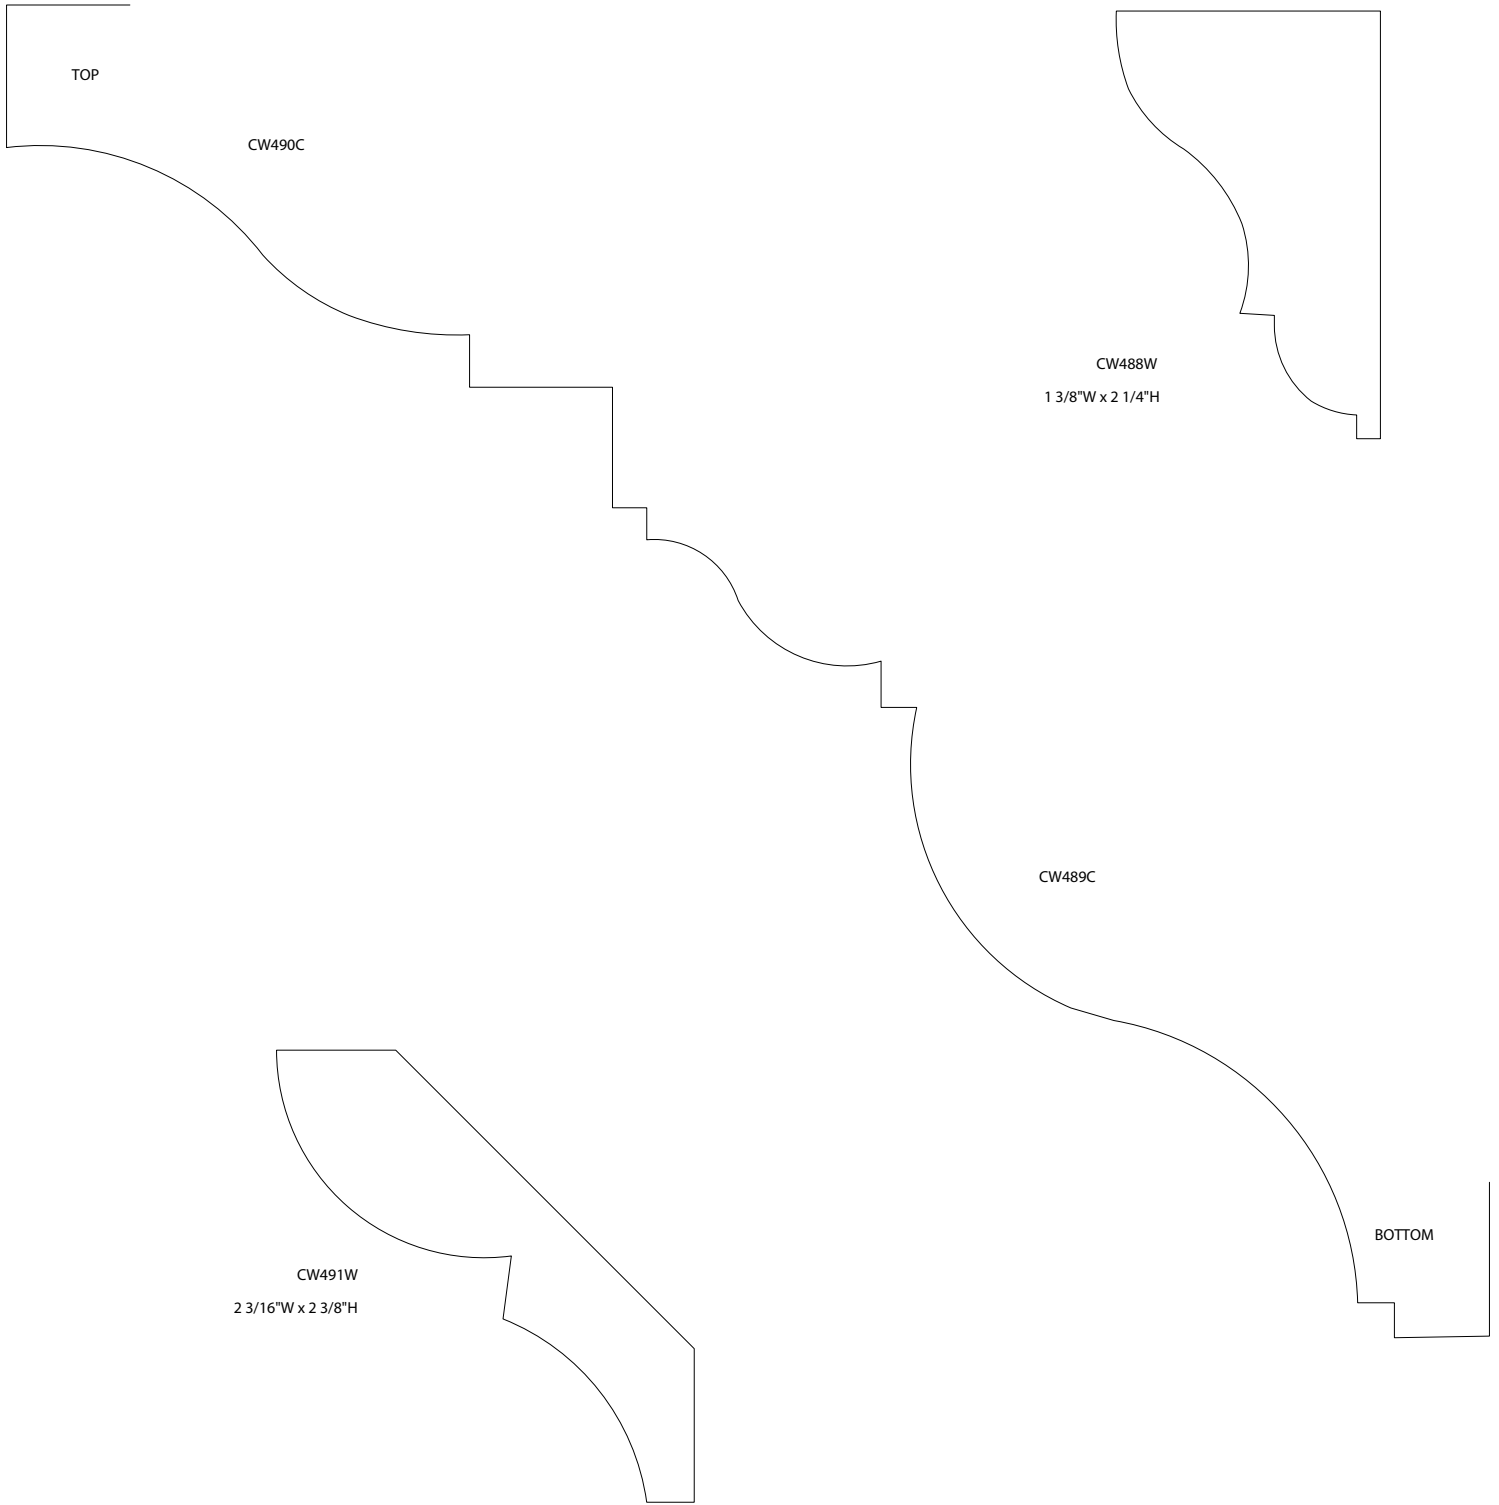 TOP
CW490C
CW488W
1 3/8"W x 2 1/4"H
CW489C
BOTTOM
CW491W
2 3/16"W x 2 3/8"H